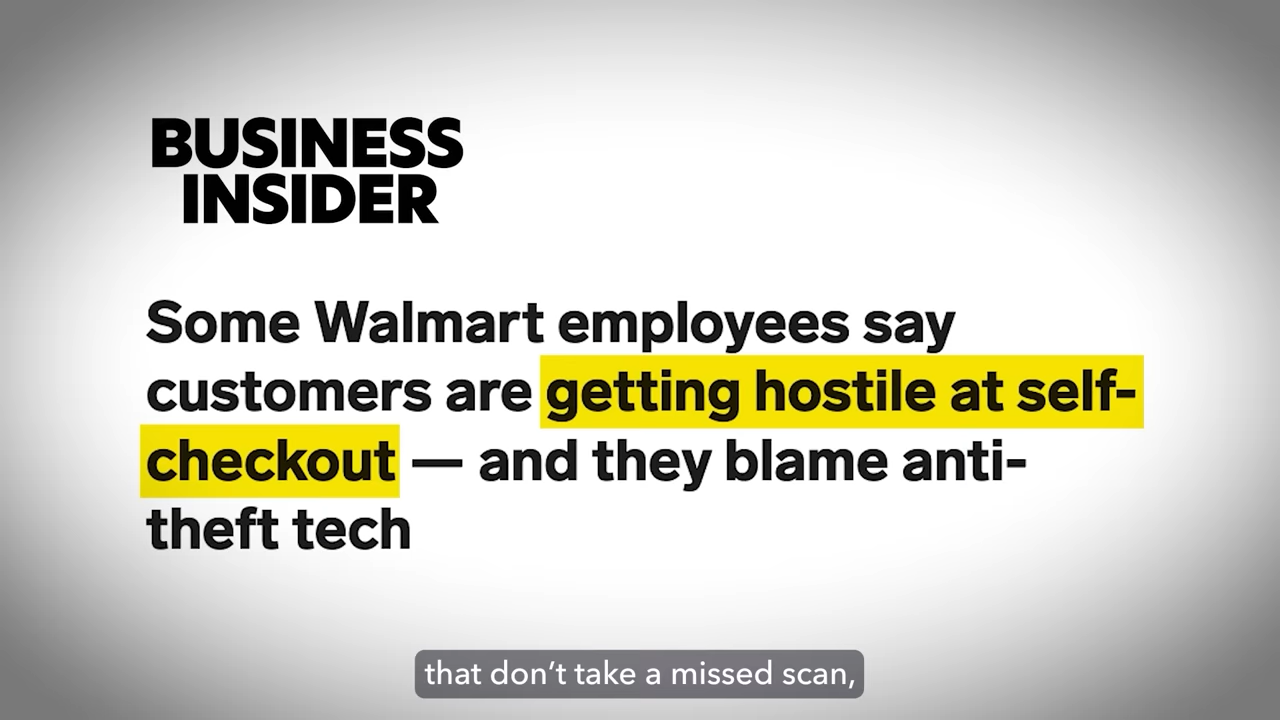 BUSINESS
INSIDER
Some Walmart employees say
customers are getting hostile at self-
checkout — and they blame anti-
theft tech
that don’t take a missed scan,